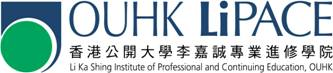 OUHK LiPACE
香港公開大學李嘉誠專業進修學院
Li Ka Shing Institute of Professional and Continuing Education, OUHK